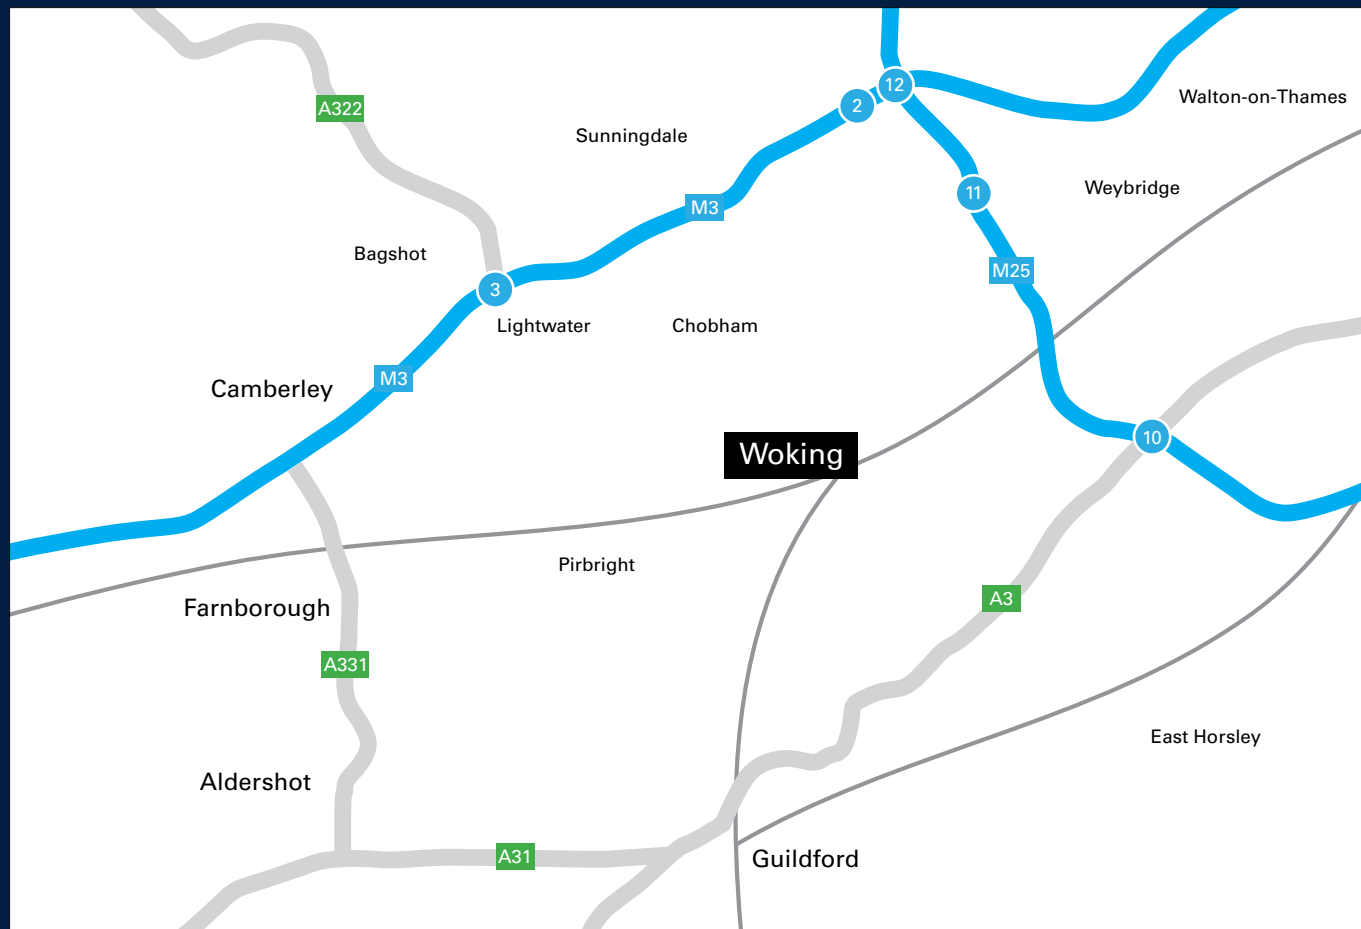 12
Walton-on-Thames
2
A322
Sunningdale
Weybridge
11
M3
Bagshot
M25
3
Lightwater
Chobham
M3
Camberley
10
Woking
Pirbright
A3
Farnborough
A331
East Horsley
Aldershot
A31
Guildford